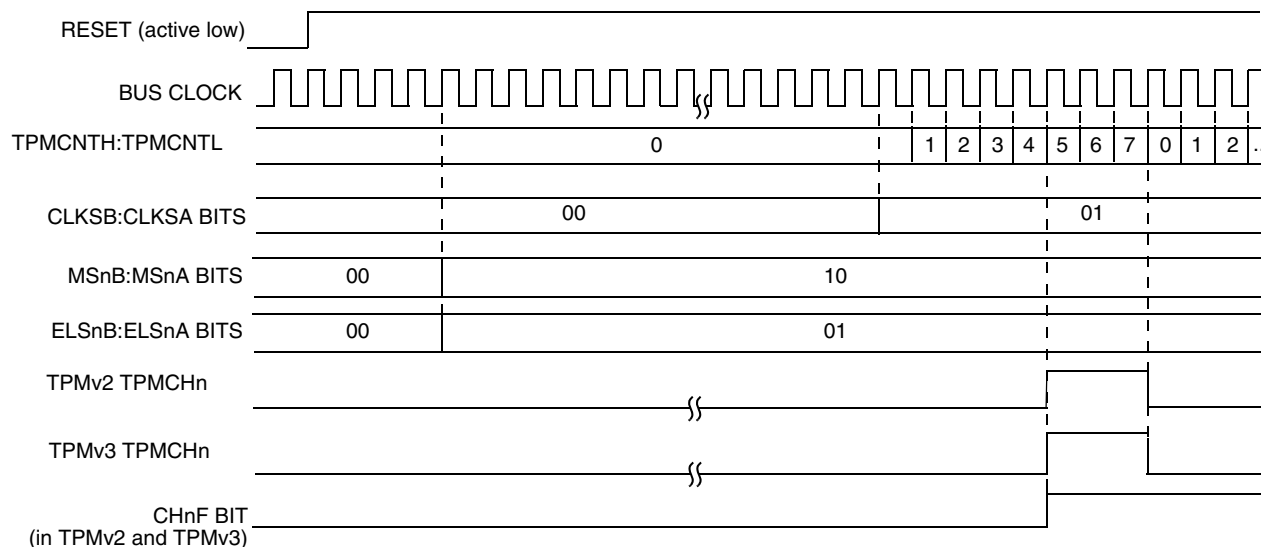 RESET (active low)
BUS CLOCK
TPMCNTH:TPMCNTL 0 1 2 3 4 5 6 7 0 1 2 ..
CLKSB:CLKSA BITS 00 01
MSnB:MSnA BITS 00 10
ELSnB:ELSnA BITS 00 01
TPMv2 TPMCHn
TPMv3 TPMCHn
CHnF BIT
(in TPMv2 and TPMv3)